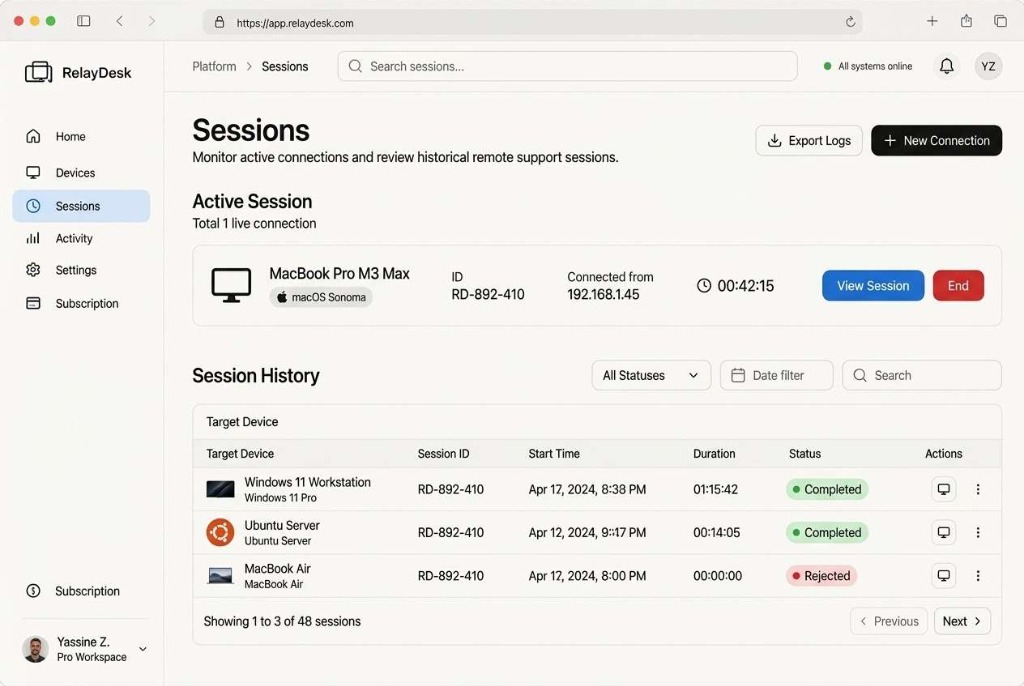 https://app.relaydesk.com
RelayDesk
Platform > Sessions
Search sessions...
All systems online
YZ
Home
Devices
Sessions
Activity
Settings
Subscription
Subscription
Yassine Z.
Pro Workspace
Sessions
Monitor active connections and review historical remote support sessions.
Export Logs
+ New Connection
Active Session
Total 1 live connection
MacBook Pro M3 Max
macOS Sonoma
ID
RD-892-410
Connected from
192.168.1.45
00:42:15
View Session
End
Session History
All Statuses
Date filter
Search
Target Device
Target Device Session ID Start Time Duration Status Actions
Windows 11 Workstation
Windows 11 Pro
RD-892-410 Apr 17, 2024, 8:38 PM 01:15:42 Completed
Ubuntu Server
Ubuntu Server
RD-892-410 Apr 12, 2024, 9::17 PM 00:14:05 Completed
MacBook Air
MacBook Air
RD-892-410 Apr 17, 2024, 8:00 PM 00:00:00 Rejected
Showing 1 to 3 of 48 sessions
< Previous
Next >